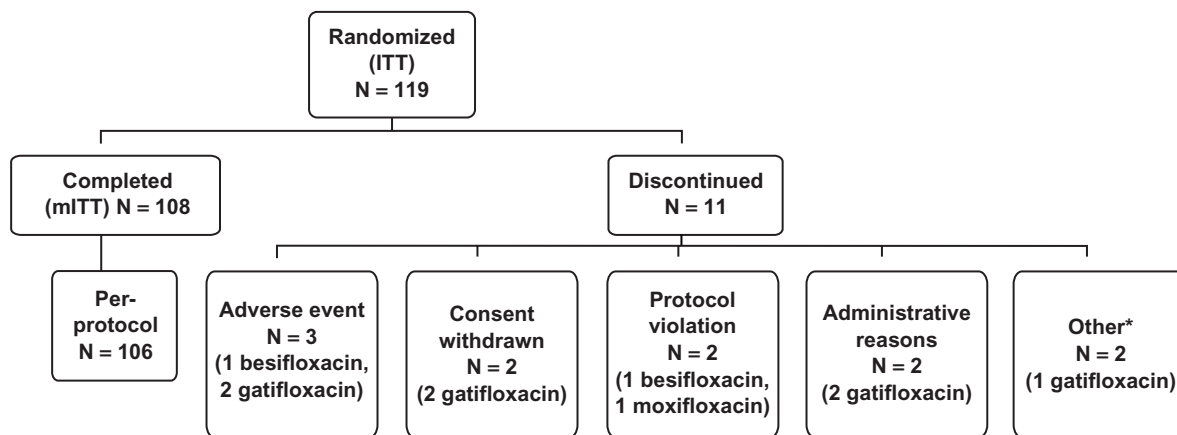 Randomized
(ITT)
N = 119
Completed
(mITT) N = 108
Discontinued
N = 11
Per-
protocol
N = 106
Adverse event
N = 3
(1 besifloxacin,
2 gatifloxacin)
Consent
withdrawn
N = 2
(2 gatifloxacin)
Protocol
violation
N = 2
(1 besifloxacin,
1 moxifloxacin)
Administrative
reasons
N = 2
(2 gatifloxacin)
Other*
N = 2
(1 gatifloxacin)